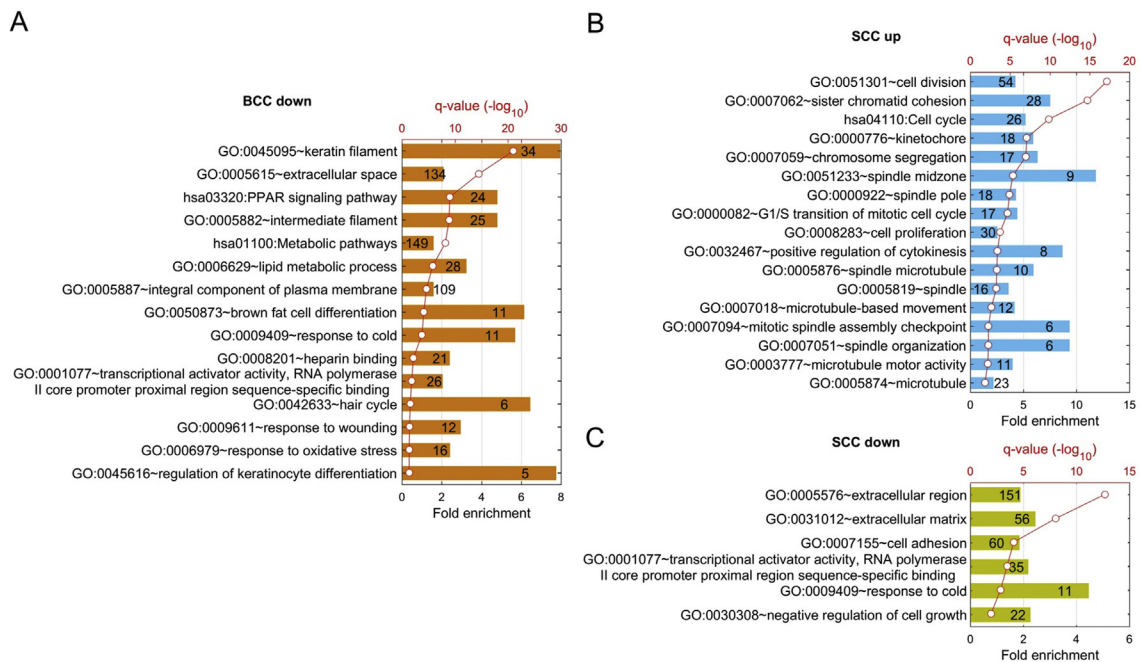 A
BCC down
q-value (-log10)
0 10 20 30
GO:0045095~keratin filament 34
GO:0005615~extracellular space 134
hsa03320:PPAR signaling pathway 24
GO:0005882~intermediate filament 25
hsa01100:Metabolic pathways 149
GO:0006629~lipid metabolic process 28
GO:0005887~integral component of plasma membrane 109
GO:0050873~brown fat cell differentiation 11
GO:0009409~response to cold 11
GO:0008201~heparin binding 21
GO:0001077~transcriptional activator activity, RNA polymerase
II core promoter proximal region sequence-specific binding 26
GO:0042633~hair cycle 6
GO:0009611~response to wounding 12
GO:0006979~response to oxidative stress 16
GO:0045616~regulation of keratinocyte differentiation 5
0 2 4 6 8
Fold enrichment
B
SCC up
q-value (-log10)
0 5 10 15 20
GO:0051301~cell division 54
GO:0007062~sister chromatid cohesion 28
hsa04110:Cell cycle 26
GO:0000776~kinetochore 18
GO:0007059~chromosome segregation 17
GO:0051233~spindle midzone 9
GO:0000922~spindle pole 18
GO:0000082~G1/S transition of mitotic cell cycle 17
GO:0008283~cell proliferation 30
GO:0032467~positive regulation of cytokinesis 8
GO:0005876~spindle microtubule 10
GO:0005819~spindle 16
GO:0007018~microtubule-based movement 12
GO:0007094~mitotic spindle assembly checkpoint 6
GO:0007051~spindle organization 6
GO:0003777~microtubule motor activity 11
GO:0005874~microtubule 23
0 5 10 15
Fold enrichment
C
SCC down
q-value (-log10)
0 5 10 15
GO:0005576~extracellular region 151
GO:0031012~extracellular matrix 56
GO:0007155~cell adhesion 60
GO:0001077~transcriptional activator activity, RNA polymerase
II core promoter proximal region sequence-specific binding 35
GO:0009409~response to cold 11
GO:0030308~negative regulation of cell growth 22
0 2 4 6
Fold enrichment